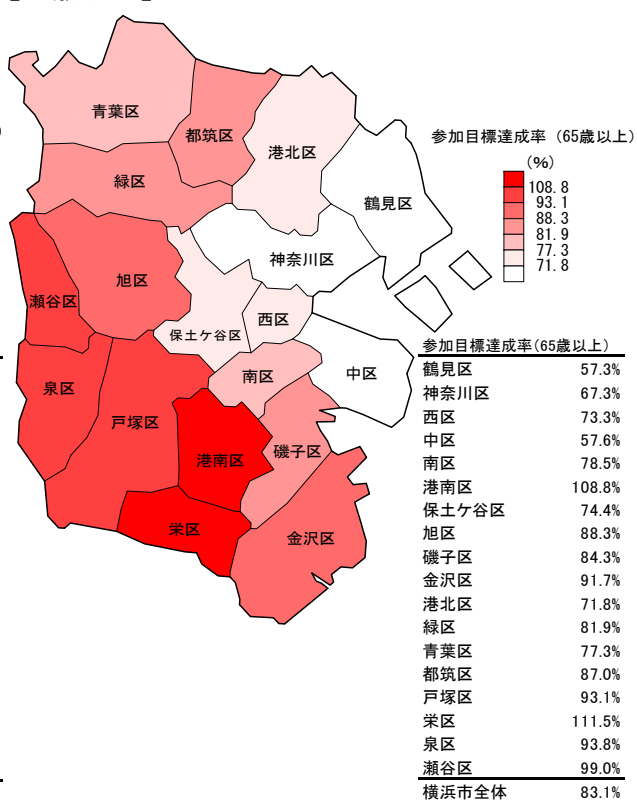 青葉区
都筑区
港北区
緑区
鶴見区
神奈川区
旭区
瀬谷区
西区
保土ケ谷区
泉区
南区
中区
戸塚区
港南区
磯子区
栄区
金沢区
参加目標達成率 (65歳以上)
(%)
108.8
93.1
88.3
81.9
77.3
71.8
参加目標達成率(65歳以上)
鶴見区 57.3%
神奈川区 67.3%
西区 73.3%
中区 57.6%
南区 78.5%
港南区 108.8%
保土ケ谷区 74.4%
旭区 88.3%
磯子区 84.3%
金沢区 91.7%
港北区 71.8%
緑区 81.9%
青葉区 77.3%
都筑区 87.0%
戸塚区 93.1%
栄区 111.5%
泉区 93.8%
瀬谷区 99.0%
横浜市全体 83.1%